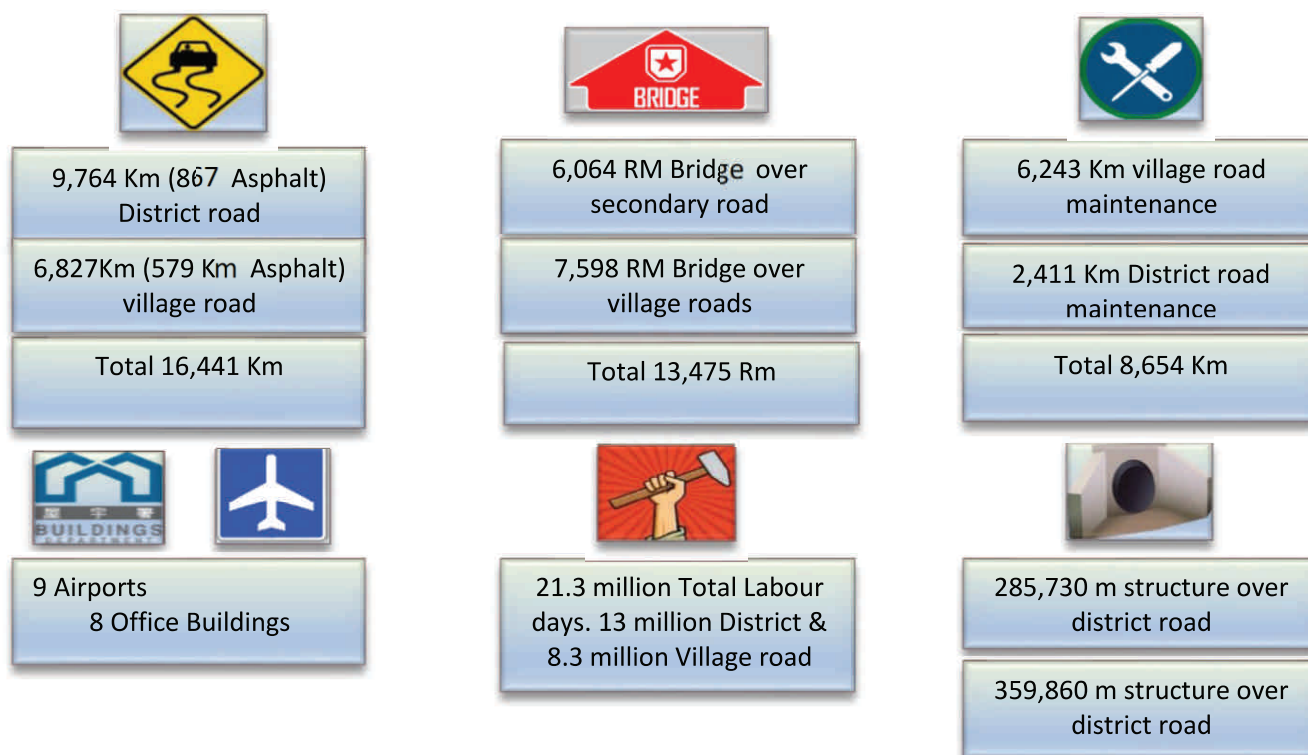 BRIDGE
9,764 Km (867 Asphalt)
District road
6,827Km (579 Km Asphalt)
village road
Total 16,441 Km
6,064 RM Bridge over
secondary road
7,598 RM Bridge over
village roads
Total 13,475 Rm
6,243 Km village road
maintenance
2,411 Km District road
maintenance
Total 8,654 Km
屋宇署
BUILDINGS
DEPARTMENT
9 Airports
8 Office Buildings
21.3 million Total Labour
days. 13 million District &
8.3 million Village road
285,730 m structure over
district road
359,860 m structure over
district road